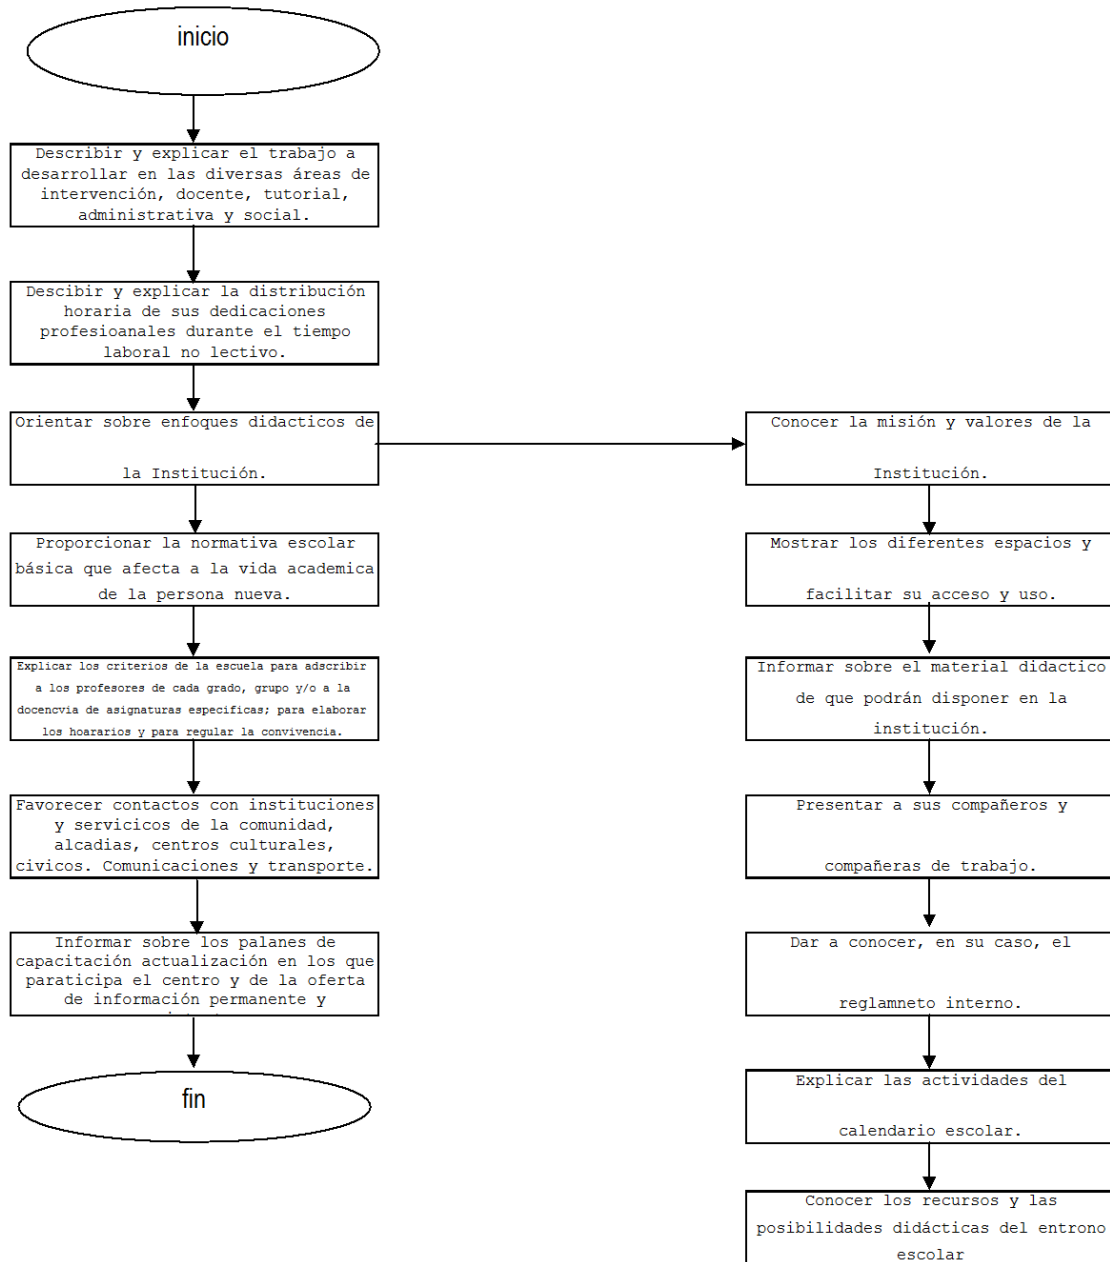 inicio
Describir y explicar el trabajo a
desarrollar en las diversas áreas de
intervención, docente, tutorial,
administrativa y social.
Descibir y explicar la distribución
horaria de sus dedicaciones
profesioanales durante el tiempo
laboral no lectivo.
Orientar sobre enfoques didacticos de
la Institución.
Proporcionar la normativa escolar
básica que afecta a la vida academica
de la persona nueva.
Explicar los criterios de la escuela para adscribir
a los profesores de cada grado, grupo y/o a la
docencvia de asignaturas especificas; para elaborar
los hoararios y para regular la convivencia.
Favorecer contactos con instituciones
y servicicos de la comunidad,
alcadias, centros culturales,
civicos. Comunicaciones y transporte.
Informar sobre los palanes de
capacitación actualización en los que
paraticipa el centro y de la oferta
de información permanente y
fin
Conocer la misión y valores de la
Institución.
Mostrar los diferentes espacios y
facilitar su acceso y uso.
Informar sobre el material didactico
de que podrán disponer en la
institución.
Presentar a sus compañeros y
compañeras de trabajo.
Dar a conocer, en su caso, el
reglamneto interno.
Explicar las actividades del
calendario escolar.
Conocer los recursos y las
posibilidades didácticas del entrono
escolar